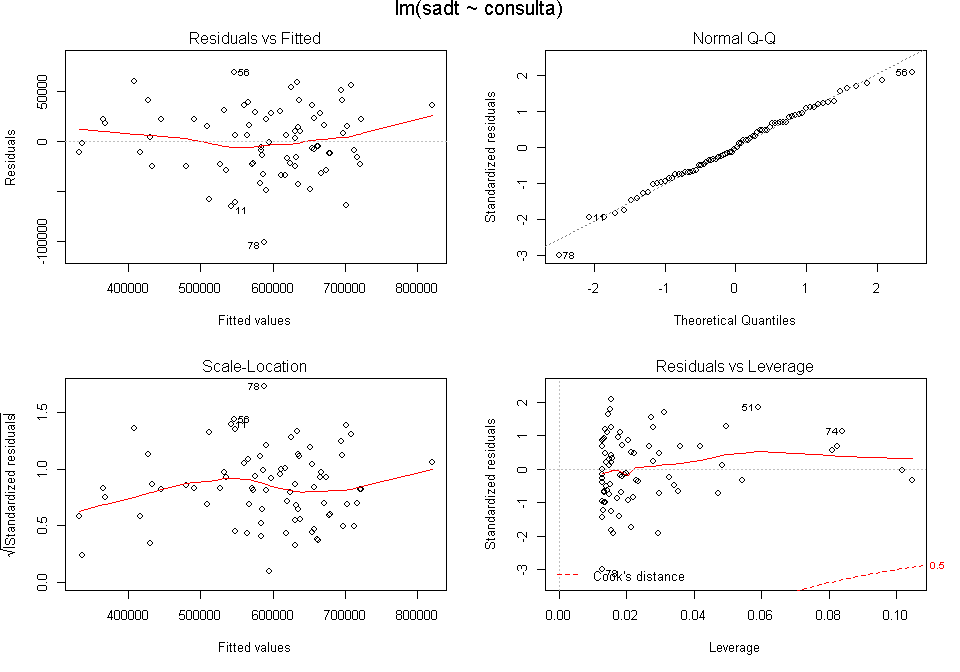 lm(sadt ~ consulta)
Residuals vs Fitted
Residuals
-100000 0 50000
56
11
78
400000 500000 600000 700000 800000
Fitted values
Normal Q-Q
Standardized residuals
-3 -2 -1 0 1 2
56
11
78
-2 -1 0 1 2
Theoretical Quantiles
Scale-Location
√|Standardized residuals|
0.0 0.5 1.0 1.5
78
56
11
400000 500000 600000 700000 800000
Fitted values
Residuals vs Leverage
Standardized residuals
-3 -2 -1 0 1 2
51
74
78
Cook's distance
0.5
0.00 0.02 0.04 0.06 0.08 0.10
Leverage